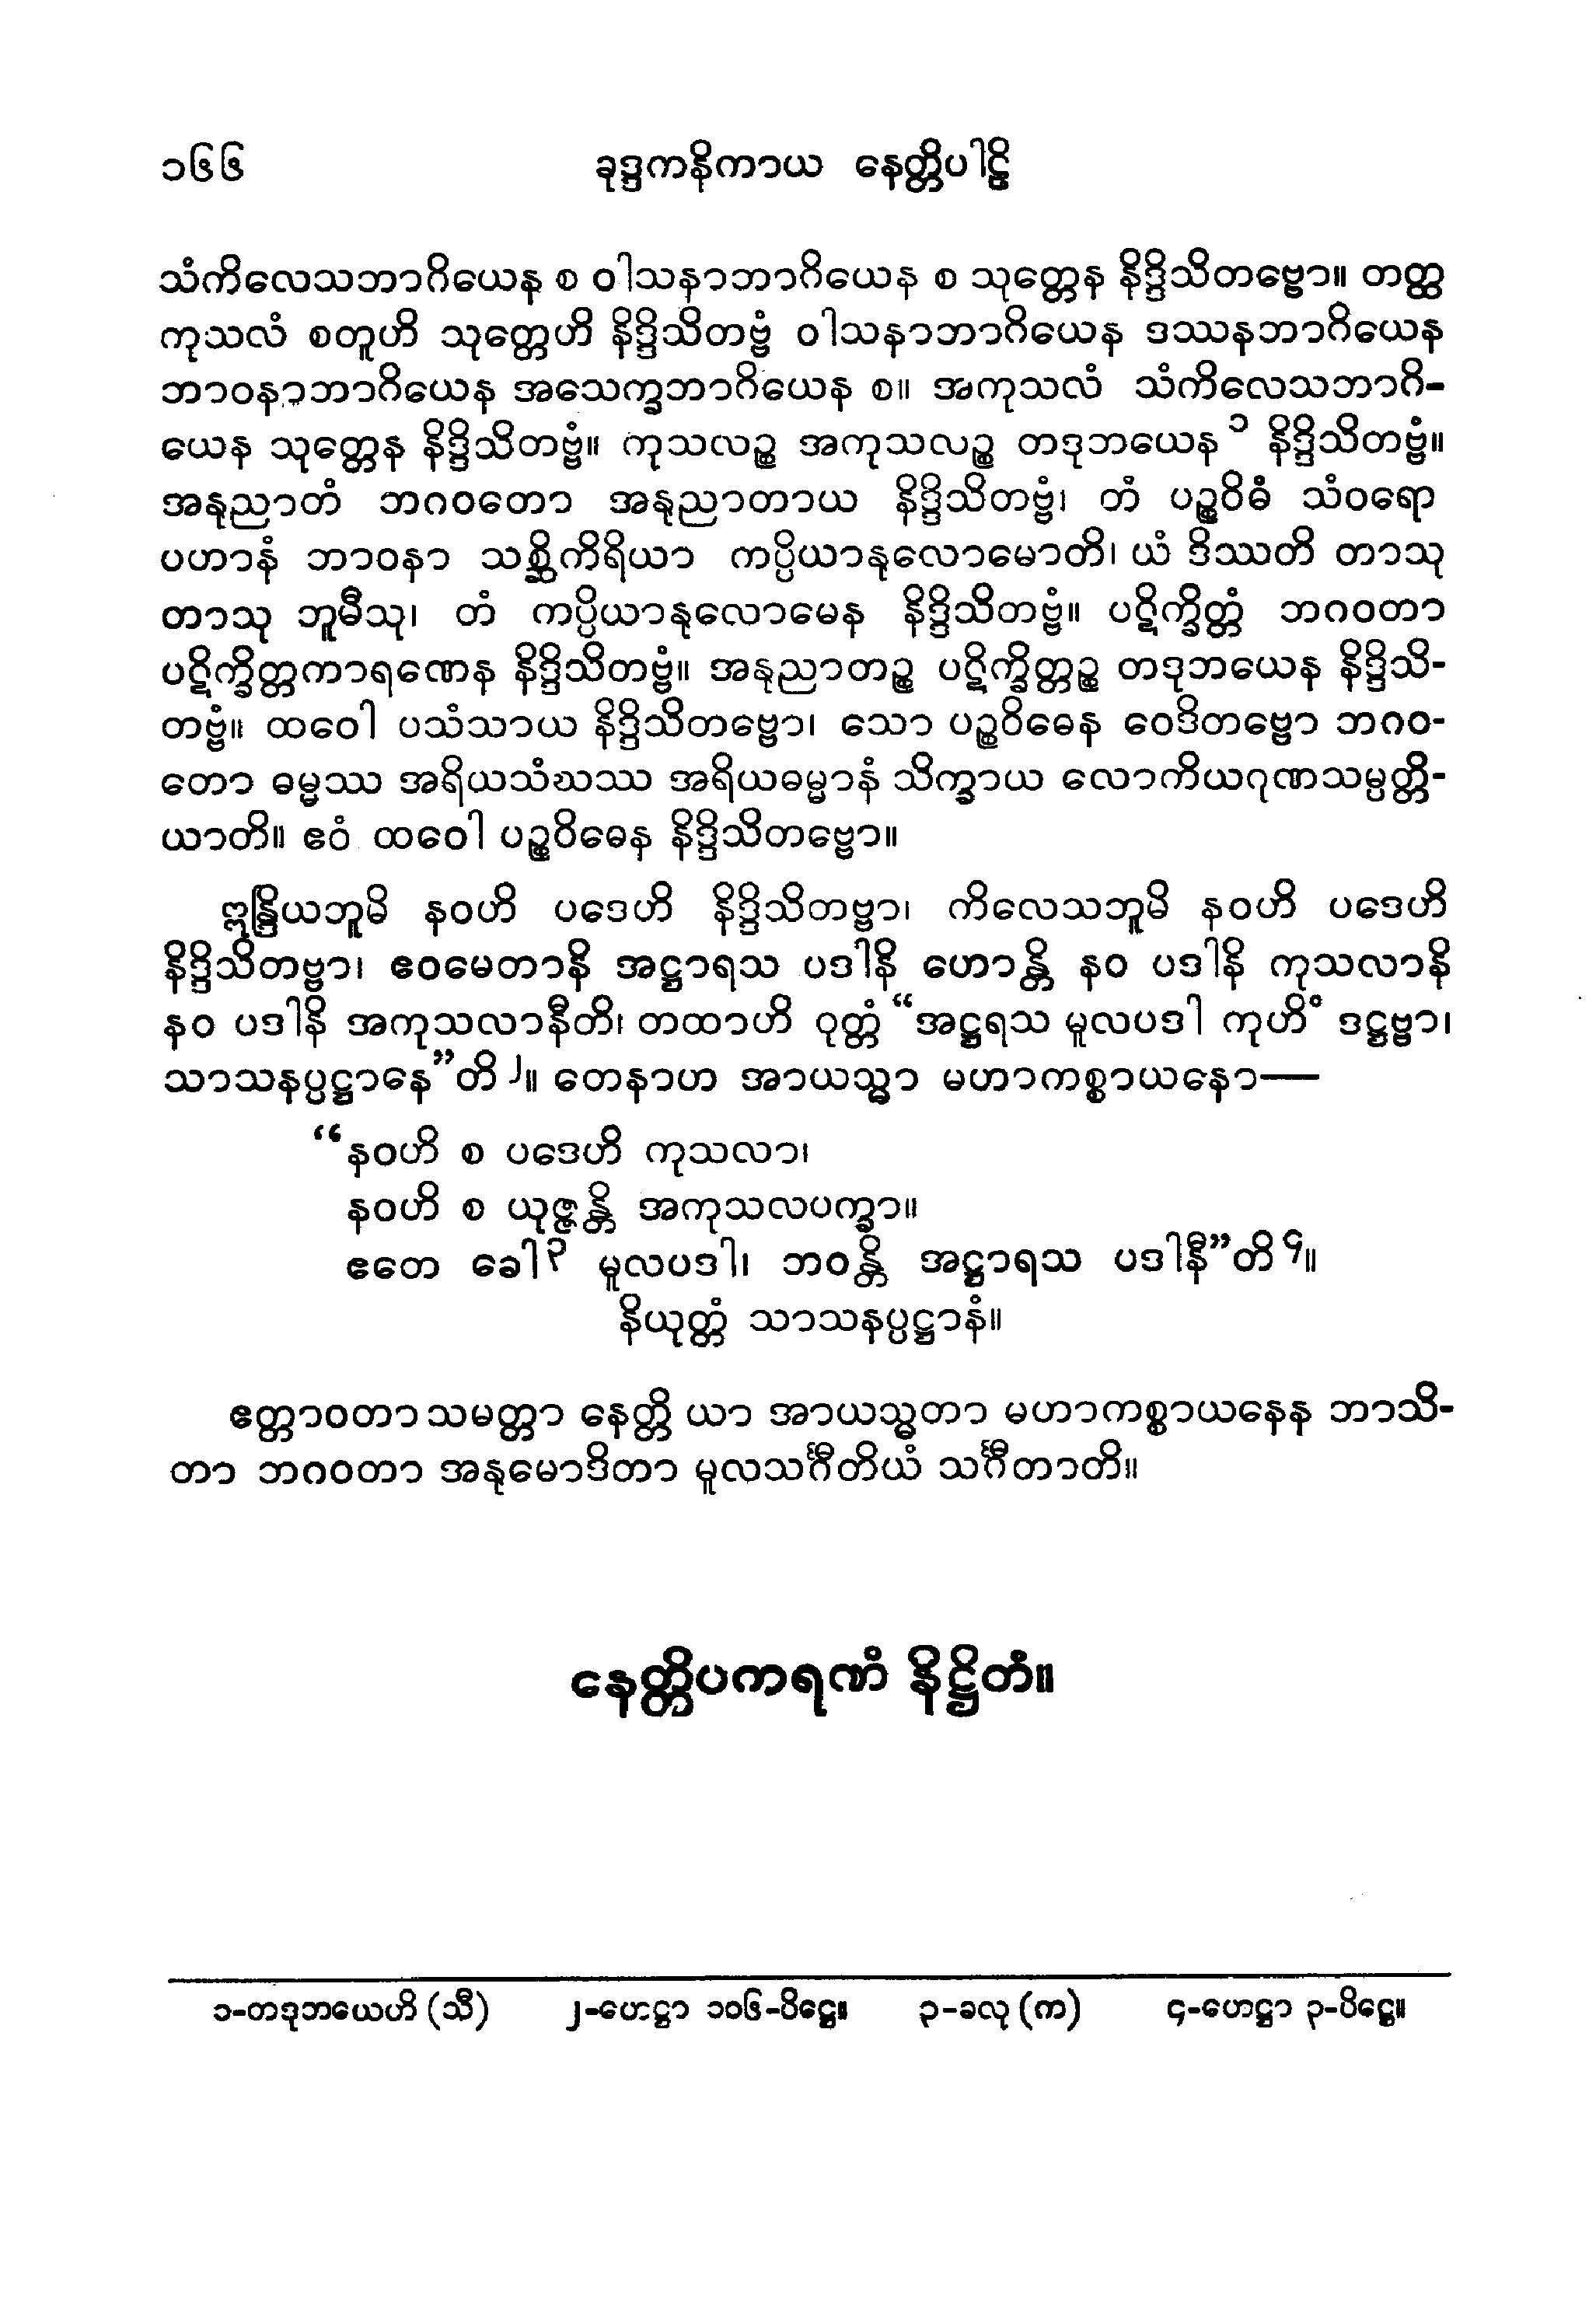 ၁၆၆ ခုဒ္ဒကနိကာယ နေတ္တိပါဠိ
သံကိလေသဘာဂိယေန စ ဝါသနာဘာဂိယေန စ သုတ္တေန နိဒ္ဒိသိတဗ္ဗော။ တတ္ထ
ကုသလံ စတူဟိ သုတ္တေဟိ နိဒ္ဒိသိတဗ္ဗံ ဝါသနာဘာဂိယေန ဒဿနဘာဂိယေန
ဘာဝနာဘာဂိယေန အသေက္ခဘာဂိယေန စ။ အကုသလံ သံကိလေသဘာဂိ-
ယေန သုတ္တေန နိဒ္ဒိသိတဗ္ဗံ။ ကုသလဉ္စ အကုသလဉ္စ တဒုဘယေန ၁ နိဒ္ဒိသိတဗ္ဗံ။
အနုညာတံ ဘဂဝတော အနုညာတာယ နိဒ္ဒိသိတဗ္ဗံ၊ တံ ပဉ္စဝိဓံ သံဝရော
ပဟာနံ ဘာဝနာ သစ္ဆိကိရိယာ ကပ္ပိယာနုလောမောတိ၊ ယံ ဒိဿတိ တာသု
တာသု ဘူမီသု၊ တံ ကပ္ပိယာနုလောမေန နိဒ္ဒိသိတဗ္ဗံ။ ပဋိက္ခိတ္တံ ဘဂဝတာ
ပဋိက္ခိတ္တကာရဏေန နိဒ္ဒိသိတဗ္ဗံ။ အနုညာတဉ္စ ပဋိက္ခိတ္တဉ္စ တဒုဘယေန နိဒ္ဒိသိ-
တဗ္ဗံ။ ထဝေါ ပသံသာယ နိဒ္ဒိသိတဗ္ဗော၊ သော ပဉ္စဝိဓေန ဝေဒိတဗ္ဗော ဘဂဝ-
တော ဓမ္မဿ အရိယသံဃဿ အရိယဓမ္မာနံ သိက္ခာယ လောကိယဂုဏသမ္ပတ္တိ-
ယာတိ။ ဧဝံ ထဝေါ ပဉ္စဝိဓေန နိဒ္ဒိသိတဗ္ဗော။
ဣန္ဒြိယဘူမိ နဝဟိ ပဒေဟိ နိဒ္ဒိသိတဗ္ဗာ၊ ကိလေသဘူမိ နဝဟိ ပဒေဟိ
နိဒ္ဒိသိတဗ္ဗာ၊ ဧဝမေတာနိ အဋ္ဌာရသ ပဒါနိ ဟောန္တိ နဝ ပဒါနိ ကုသလာနိ
နဝ ပဒါနိ အကုသလာနီတိ၊ တထာဟိ ဝုတ္တံ “အဋ္ဌရသ မူလပဒါ ကုဟိံ ဒဋ္ဌဗ္ဗာ၊
သာသနပ္ပဋ္ဌာနေ”တိ ၂။ တေနာဟ အာယသ္မာ မဟာကစ္စာယနော—
“နဝဟိ စ ပဒေဟိ ကုသလာ၊
နဝဟိ စ ယုဇ္ဇန္တိ အကုသလပက္ခာ။
ဧတေ ခေါ ၃ မူလပဒါ၊ ဘဝန္တိ အဋ္ဌာရသ ပဒါနီ”တိ ၄။
နိယုတ္တံ သာသနပ္ပဋ္ဌာနံ။
ဧတ္တာဝတာ သမတ္တာ နေတ္တိ ယာ အာယသ္မတာ မဟာကစ္စာယနေန ဘာသိ-
တာ ဘဂဝတာ အနုမောဒိတာ မူလသင်္ဂီတိယံ သင်္ဂီတာတိ။
နေတ္တိပကရဏံ နိဋ္ဌိတံ။
၁-တဒုဘယေဟိ (သီ) ၂-ဟေဋ္ဌာ ၁၀၆-ပိဋ္ဌေ။ ၃-ခလု (က) ၄-ဟေဋ္ဌာ ၃-ပိဋ္ဌေ။